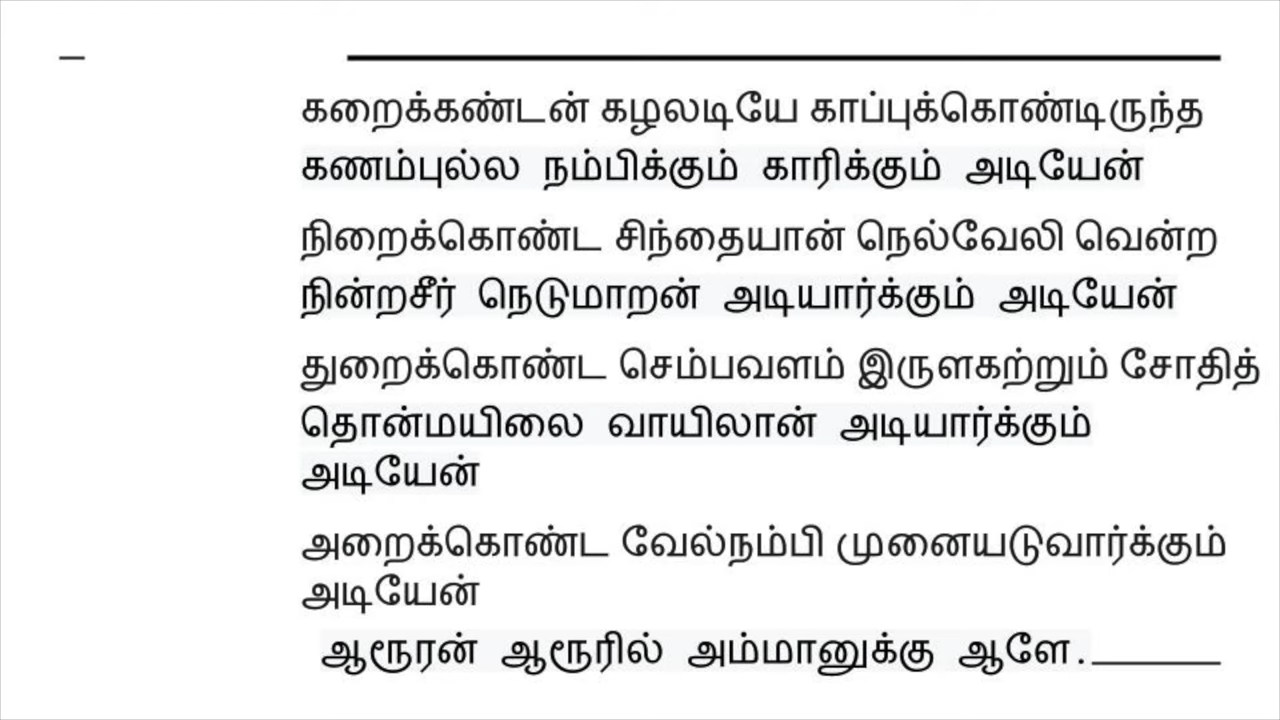 கறைக்கண்டன் கழலடியே காப்புக்கொண்டிருந்த
கணம்புல்ல நம்பிக்கும் காரிக்கும் அடியேன்
நிறைக்கொண்ட சிந்தையான் நெல்வேலி வென்ற
நின்றசீர் நெடுமாறன் அடியார்க்கும் அடியேன்
துறைக்கொண்ட செம்பவளம் இருளகற்றும் சோதித்
தொன்மயிலை வாயிலான் அடியார்க்கும்
அடியேன்
அறைக்கொண்ட வேல்நம்பி முனையடுவார்க்கும்
அடியேன்
ஆரூரன் ஆரூரில் அம்மானுக்கு ஆளே.